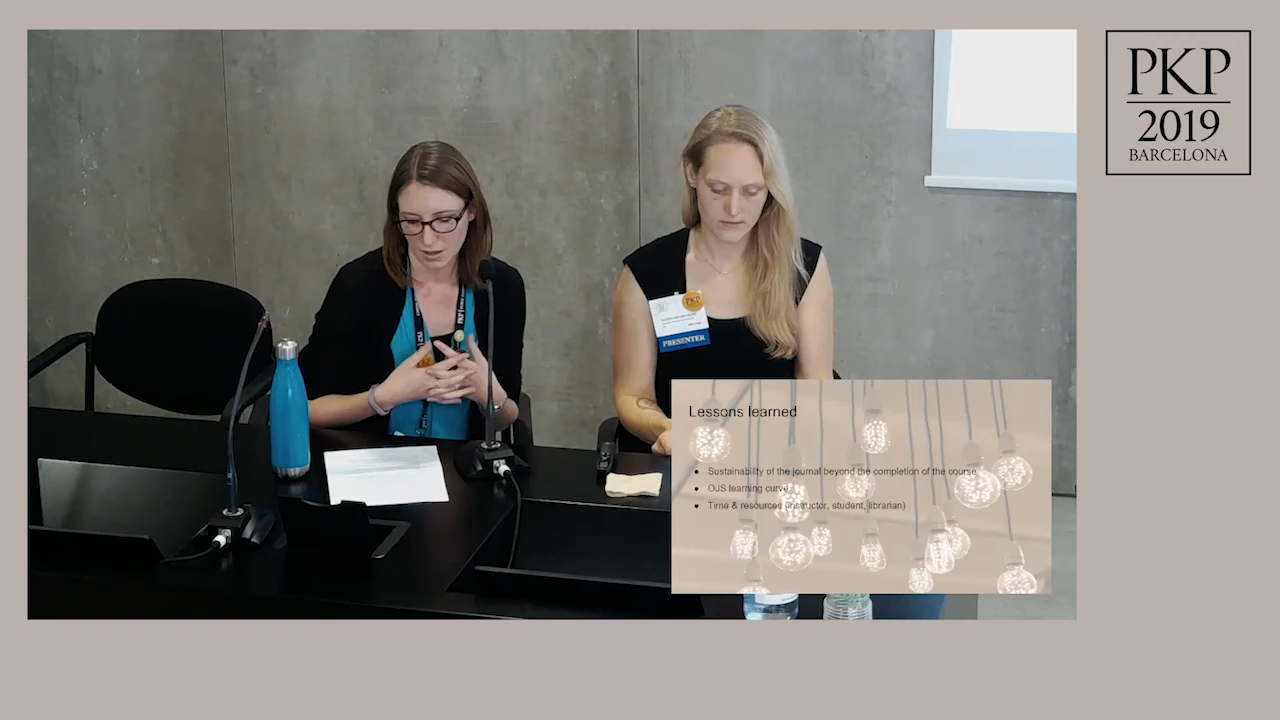 PKP
2019
BARCELONA
PKP
PRESENTER
Lessons learned
• Sustainability of the journal beyond the completion of the course
• OJS learning curve
• Time & resources (instructor, student, librarian)